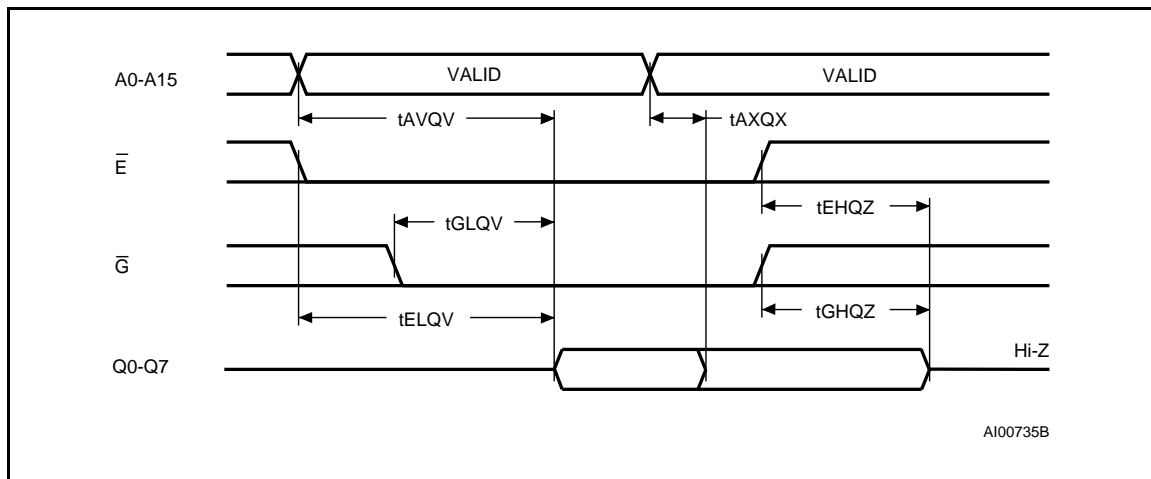 A0-A15
VALID
VALID
tAVQV
tAXQX
E̅
tGLQV
tEHQZ
G̅
tELQV
tGHQZ
Q0-Q7
Hi-Z
AI00735B